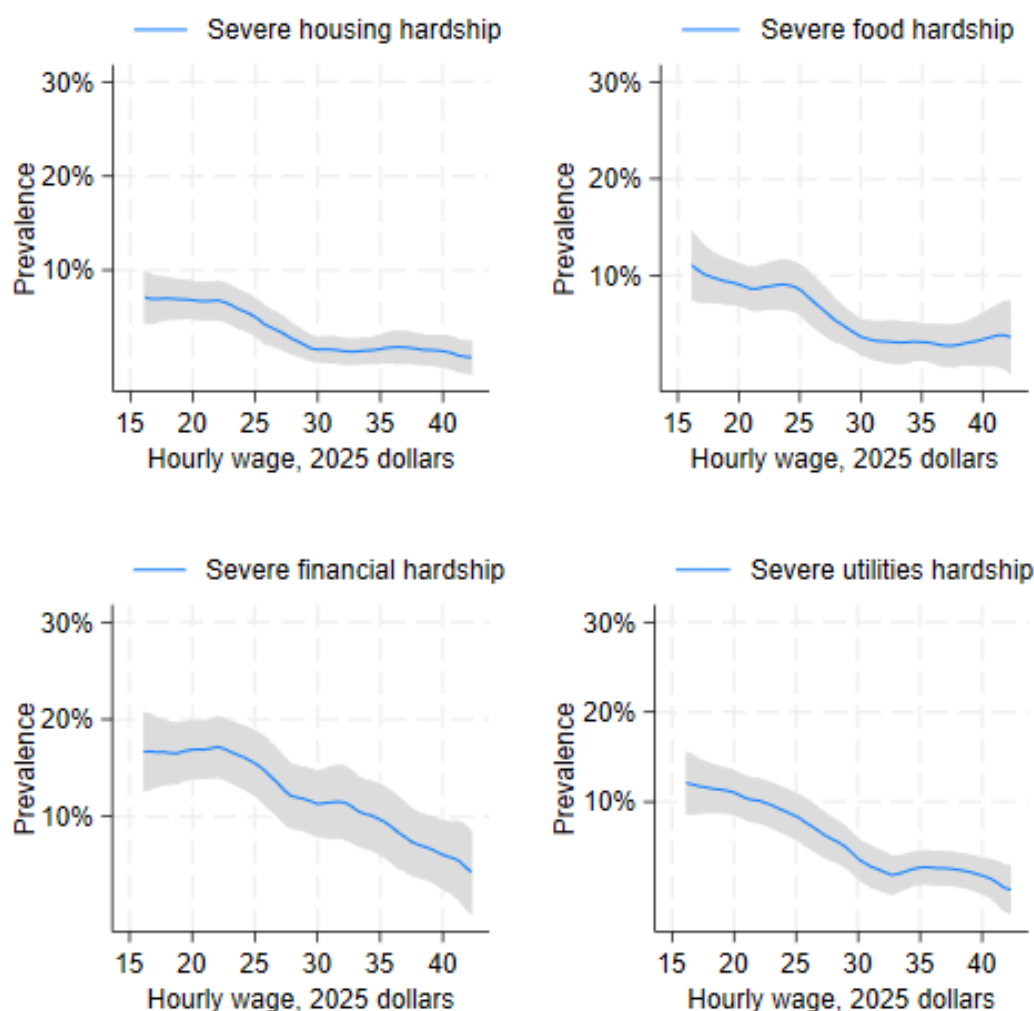 Severe housing hardship
30%
20%
10%
Prevalence
15 20 25 30 35 40
Hourly wage, 2025 dollars
Severe food hardship
30%
20%
10%
Prevalence
15 20 25 30 35 40
Hourly wage, 2025 dollars
Severe financial hardship
30%
20%
10%
Prevalence
15 20 25 30 35 40
Hourly wage, 2025 dollars
Severe utilities hardship
30%
20%
10%
Prevalence
15 20 25 30 35 40
Hourly wage, 2025 dollars